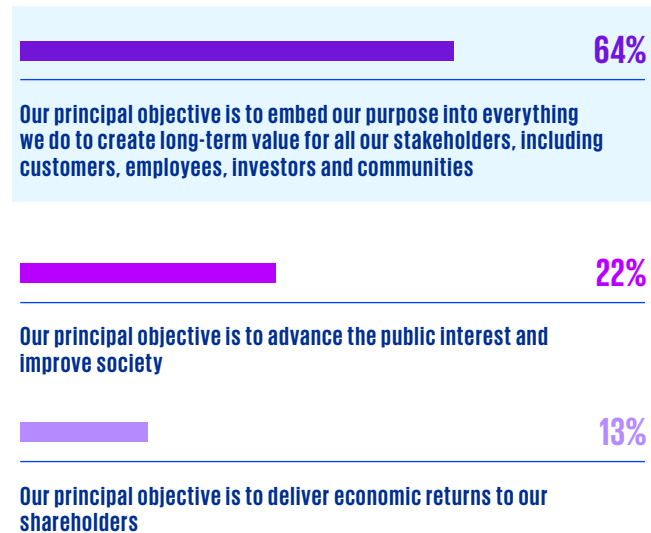 64%
Our principal objective is to embed our purpose into everything
we do to create long-term value for all our stakeholders, including
customers, employees, investors and communities
22%
Our principal objective is to advance the public interest and
improve society
13%
Our principal objective is to deliver economic returns to our
shareholders